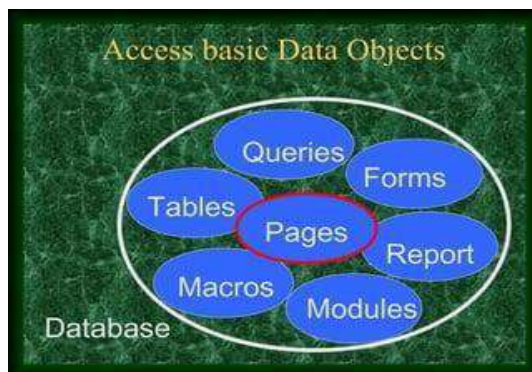 Access basic Data Objects
Queries
Forms
Tables
Pages
Report
Macros
Modules
Database